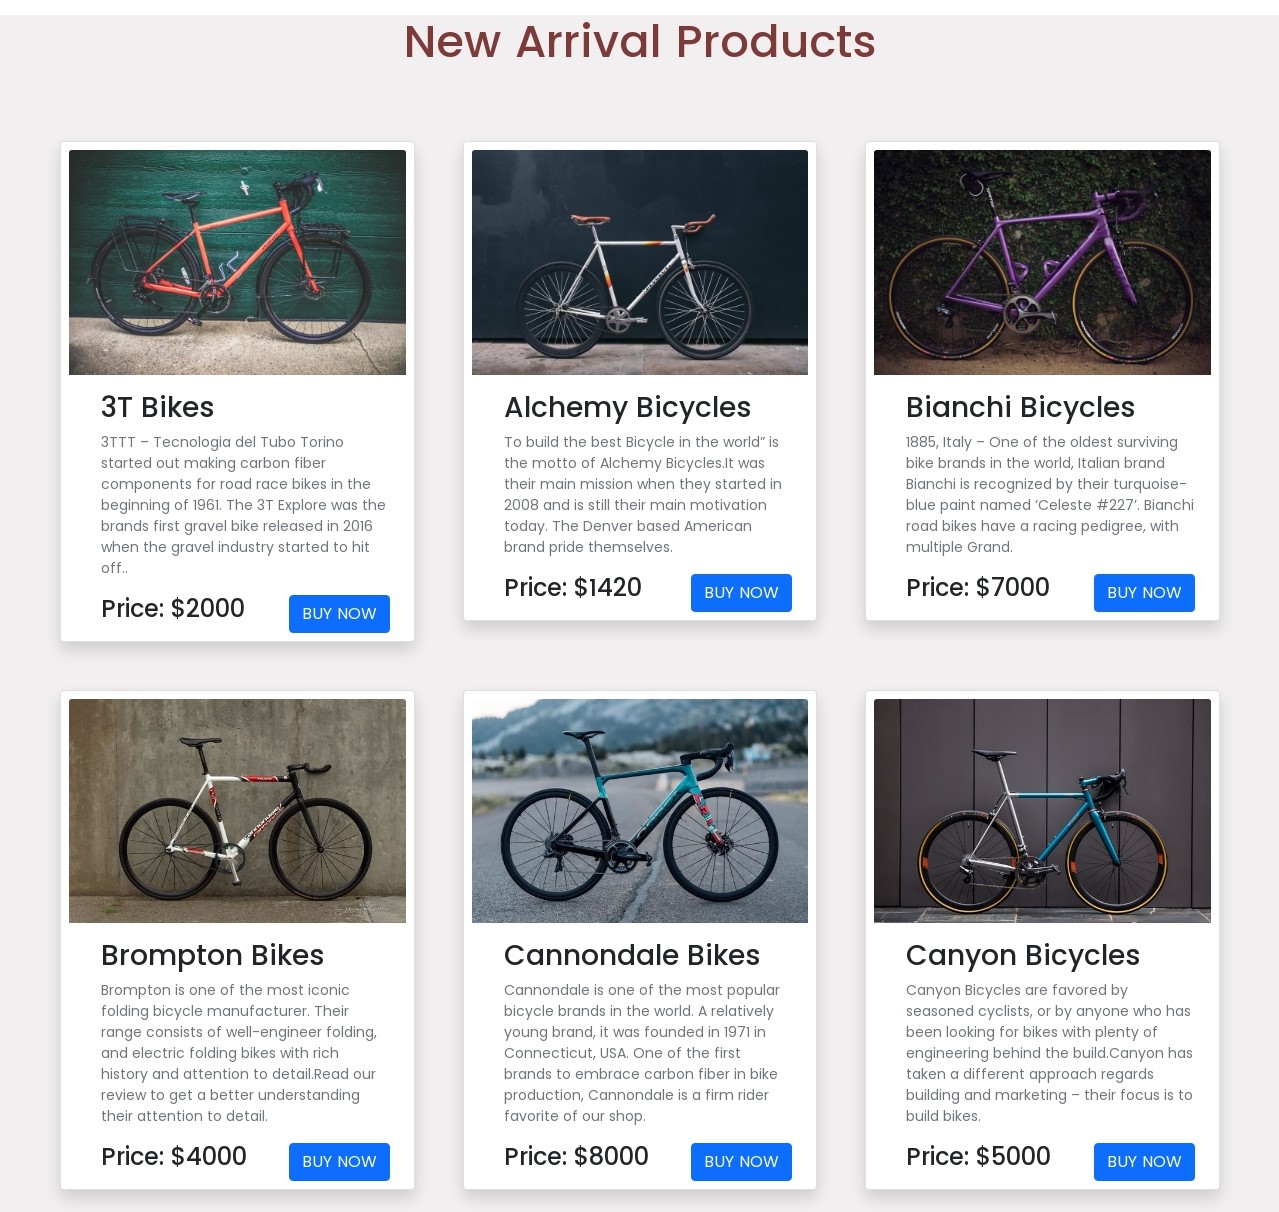 New Arrival Products
3T Bikes
3TTT – Tecnologia del Tubo Torino
started out making carbon fiber
components for road race bikes in the
beginning of 1961. The 3T Explore was the
brands first gravel bike released in 2016
when the gravel industry started to hit
off..
Price: $2000
BUY NOW
Alchemy Bicycles
To build the best Bicycle in the world” is
the motto of Alchemy Bicycles.It was
their main mission when they started in
2008 and is still their main motivation
today. The Denver based American
brand pride themselves.
Price: $1420
BUY NOW
Bianchi Bicycles
1885, Italy – One of the oldest surviving
bike brands in the world, Italian brand
Bianchi is recognized by their turquoise-
blue paint named ‘Celeste #227’. Bianchi
road bikes have a racing pedigree, with
multiple Grand.
Price: $7000
BUY NOW
Brompton Bikes
Brompton is one of the most iconic
folding bicycle manufacturer. Their
range consists of well-engineer folding,
and electric folding bikes with rich
history and attention to detail.Read our
review to get a better understanding
their attention to detail.
Price: $4000
BUY NOW
Cannondale Bikes
Cannondale is one of the most popular
bicycle brands in the world. A relatively
young brand, it was founded in 1971 in
Connecticut, USA. One of the first
brands to embrace carbon fiber in bike
production, Cannondale is a firm rider
favorite of our shop.
Price: $8000
BUY NOW
Canyon Bicycles
Canyon Bicycles are favored by
seasoned cyclists, or by anyone who has
been looking for bikes with plenty of
engineering behind the build.Canyon has
taken a different approach regards
building and marketing – their focus is to
build bikes.
Price: $5000
BUY NOW